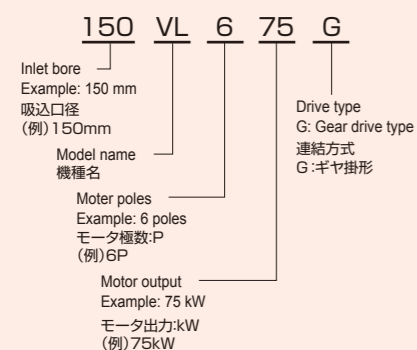 150 VL 6 75 G
Inlet bore
Example: 150 mm
吸込口径
(例)150mm
Model name
機種名
Moter poles
Example: 6 poles
モータ極数:P
(例)6P
Motor output
Example: 75 kW
モータ出力:kW
(例)75kW
Drive type
G: Gear drive type
連結方式
G:ギヤ掛形